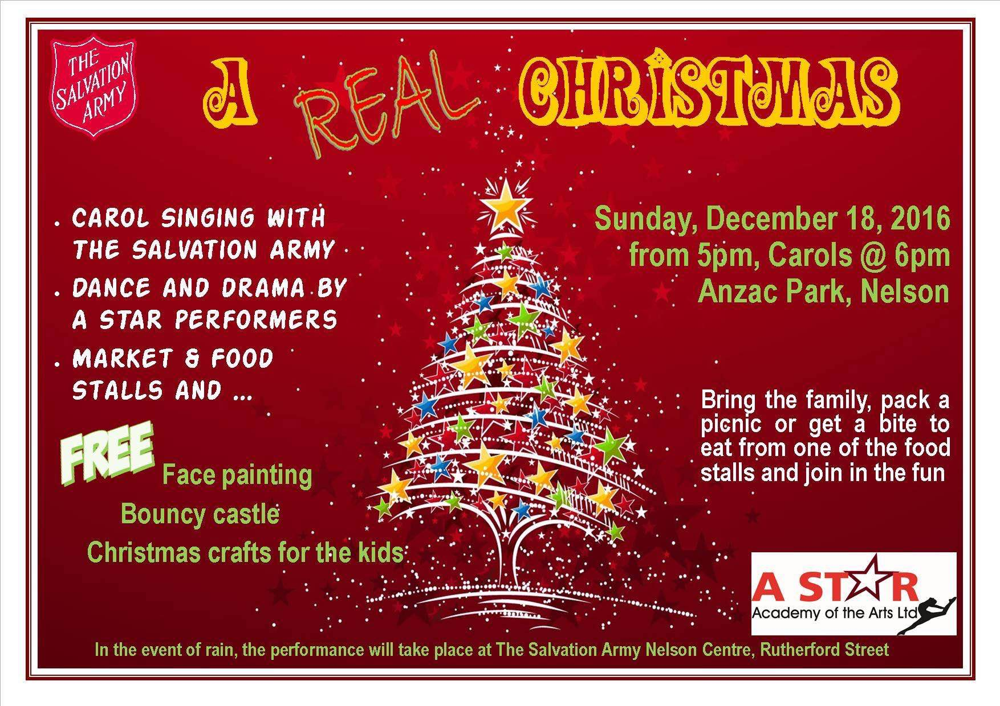 THE
SALVATION
ARMY
A REAL CHRISTMAS
. CAROL SINGING WITH
THE SALVATION ARMY
. DANCE AND DRAMA BY
A STAR PERFORMERS
. MARKET & FOOD
STALLS AND ...
FREE
Face painting
Bouncy castle
Christmas crafts for the kids
Sunday, December 18, 2016
from 5pm, Carols @ 6pm
Anzac Park, Nelson
Bring the family, pack a
picnic or get a bite to
eat from one of the food
stalls and join in the fun
A STAR
Academy of the Arts Ltd
In the event of rain, the performance will take place at The Salvation Army Nelson Centre, Rutherford Street